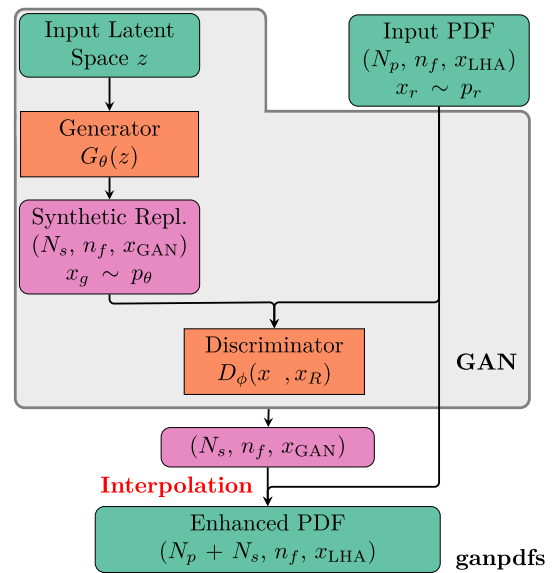 Input Latent
Space z
Input PDF
(N_p, n_f, x_LHA)
x_r ∼ p_r
Generator
G_θ(z)
Synthetic Repl.
(N_s, n_f, x_GAN)
x_g ∼ p_θ
Discriminator
D_ϕ(x , x_R)
GAN
(N_s, n_f, x_GAN)
Interpolation
Enhanced PDF
(N_p + N_s, n_f, x_LHA)
ganpdfs